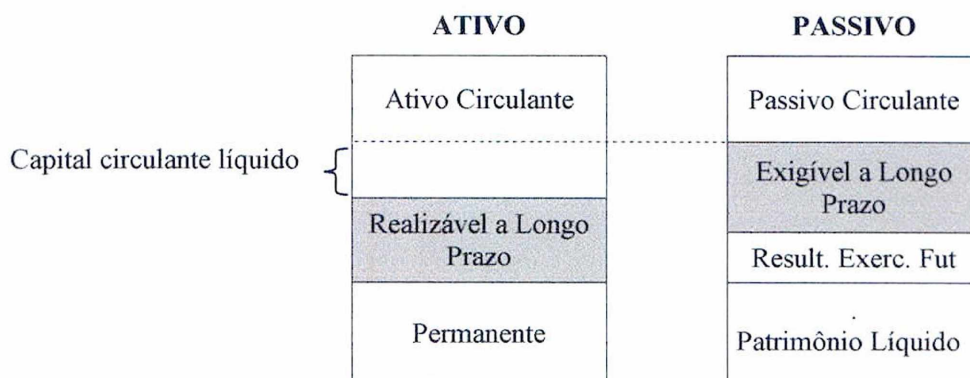 ATIVO
PASSIVO
Ativo Circulante
Passivo Circulante
Capital circulante líquido
Exigível a Longo
Prazo
Realizável a Longo
Prazo
Result. Exerc. Fut
Permanente
Patrimônio Líquido